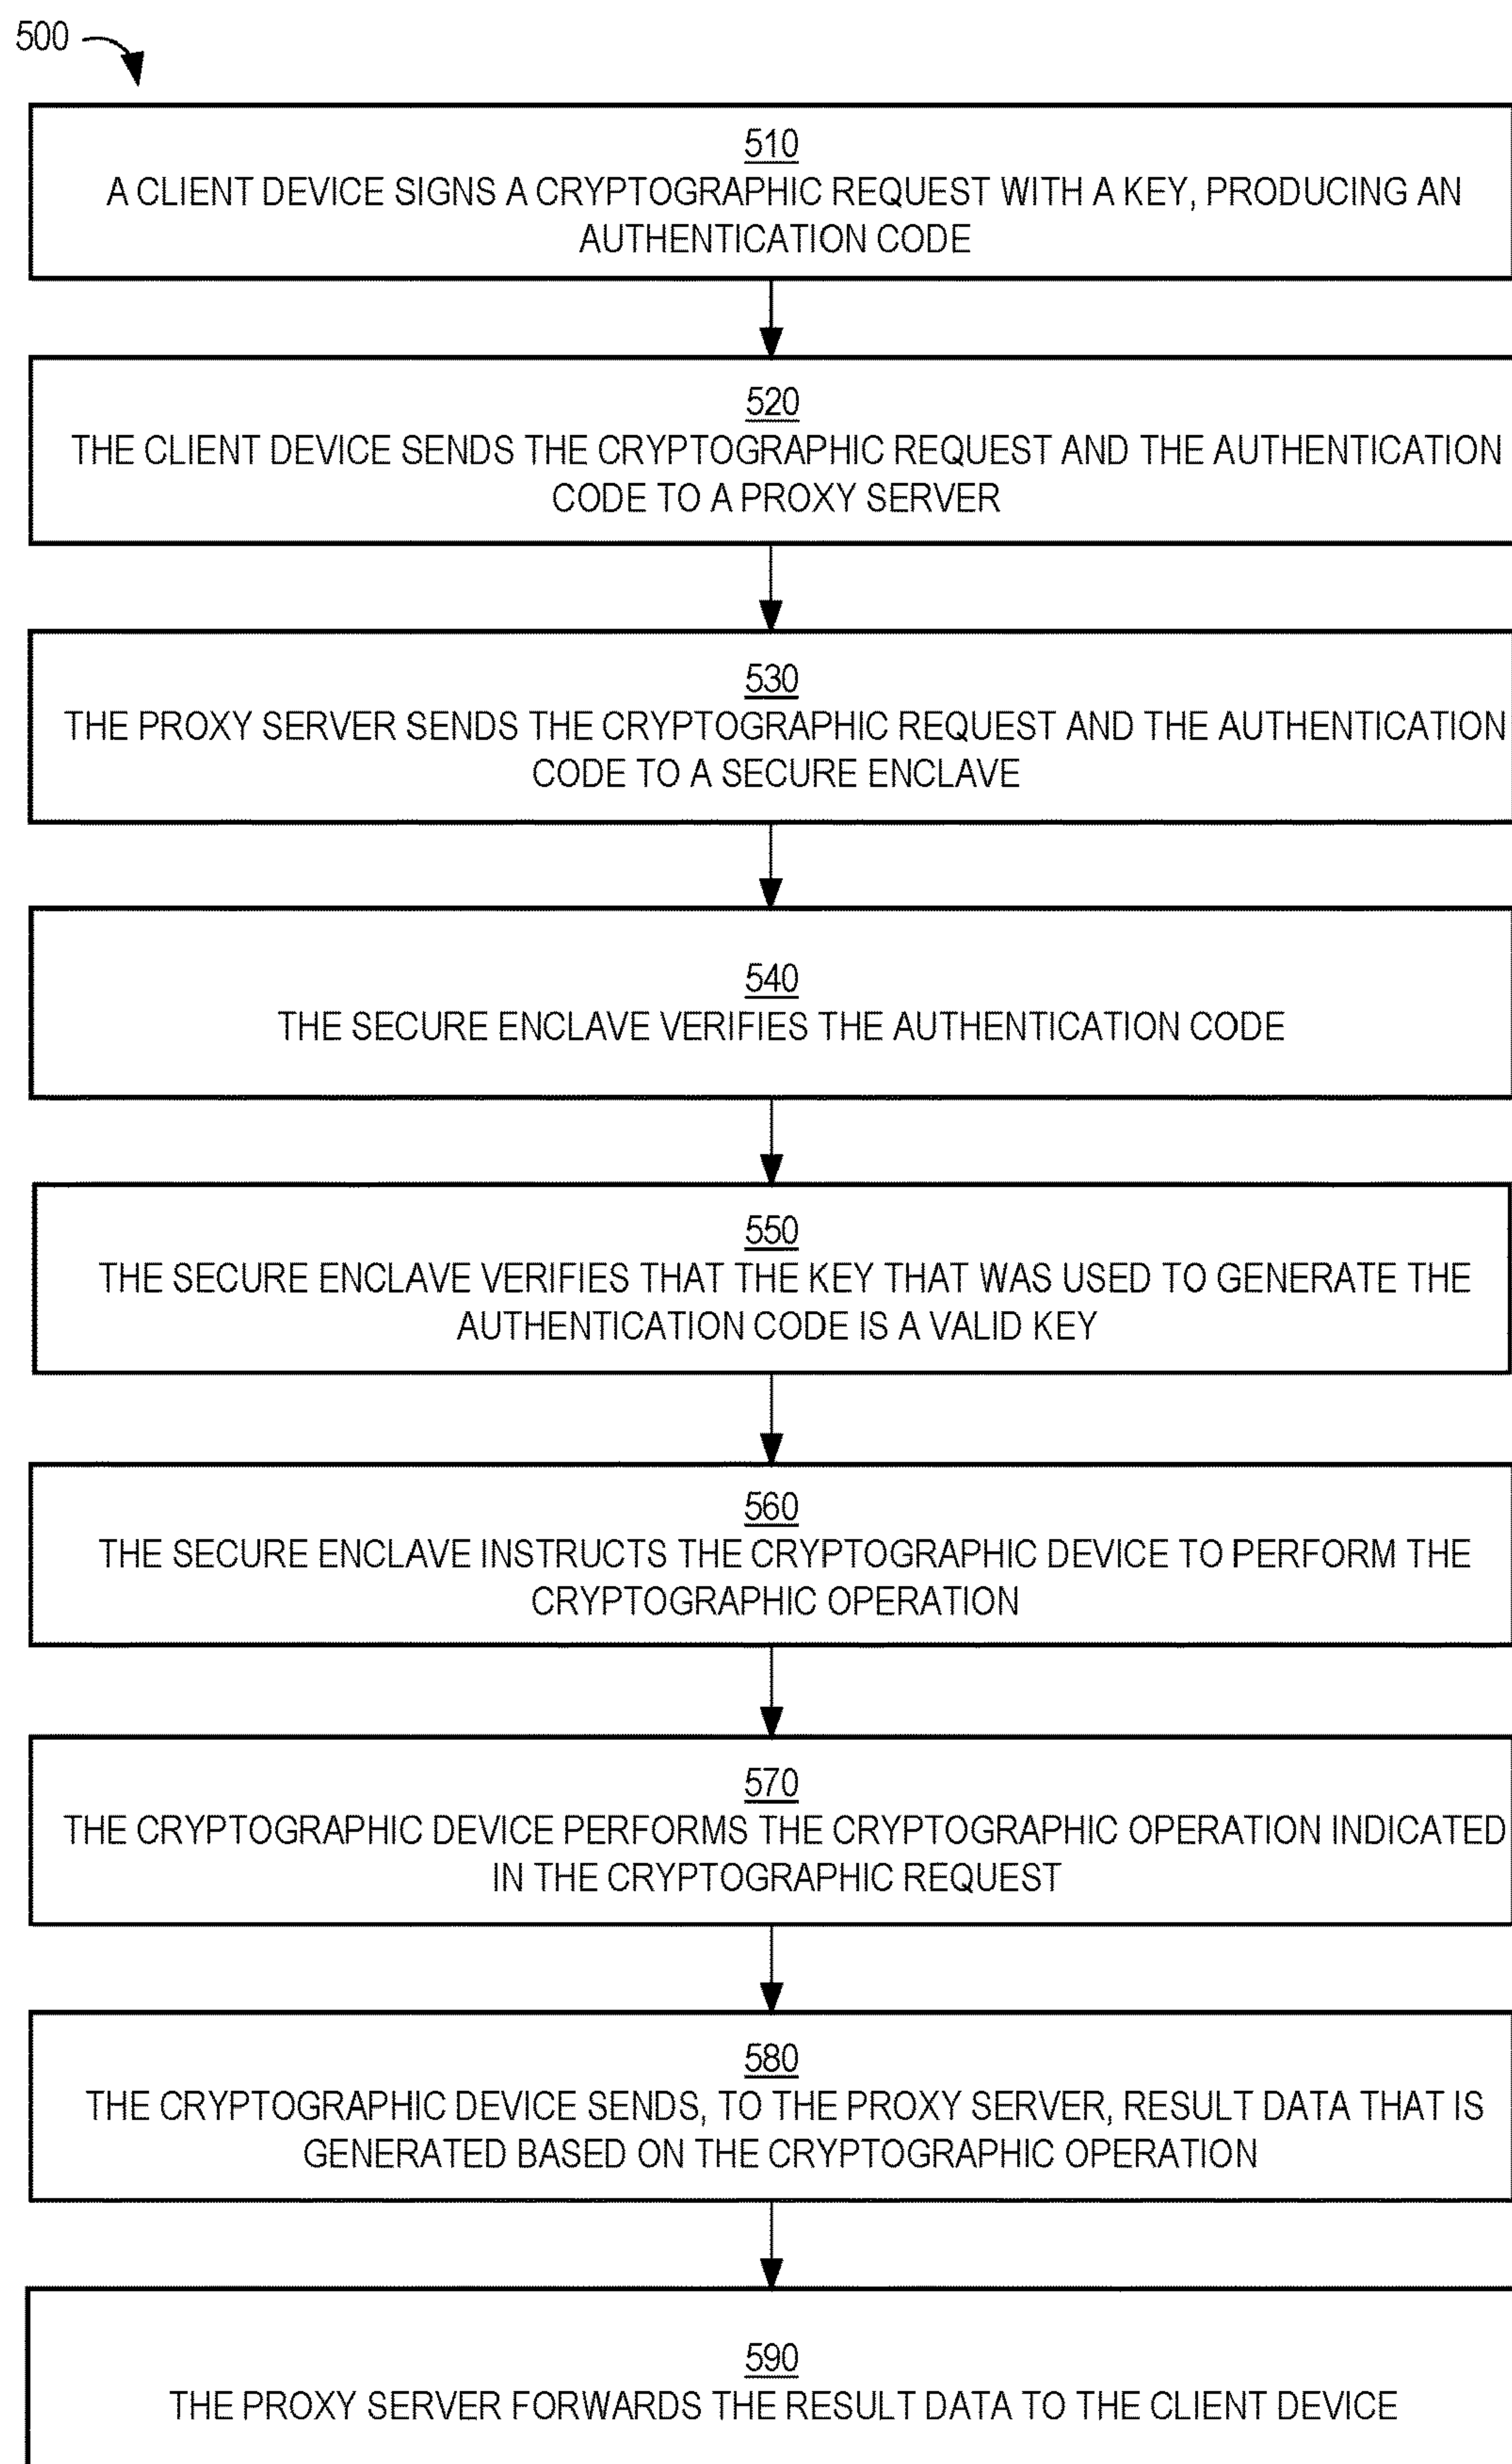 500
510
A CLIENT DEVICE SIGNS A CRYPTOGRAPHIC REQUEST WITH A KEY, PRODUCING AN
AUTHENTICATION CODE
520
THE CLIENT DEVICE SENDS THE CRYPTOGRAPHIC REQUEST AND THE AUTHENTICATION
CODE TO A PROXY SERVER
530
THE PROXY SERVER SENDS THE CRYPTOGRAPHIC REQUEST AND THE AUTHENTICATION
CODE TO A SECURE ENCLAVE
540
THE SECURE ENCLAVE VERIFIES THE AUTHENTICATION CODE
550
THE SECURE ENCLAVE VERIFIES THAT THE KEY THAT WAS USED TO GENERATE THE
AUTHENTICATION CODE IS A VALID KEY
560
THE SECURE ENCLAVE INSTRUCTS THE CRYPTOGRAPHIC DEVICE TO PERFORM THE
CRYPTOGRAPHIC OPERATION
570
THE CRYPTOGRAPHIC DEVICE PERFORMS THE CRYPTOGRAPHIC OPERATION INDICATED
IN THE CRYPTOGRAPHIC REQUEST
580
THE CRYPTOGRAPHIC DEVICE SENDS, TO THE PROXY SERVER, RESULT DATA THAT IS
GENERATED BASED ON THE CRYPTOGRAPHIC OPERATION
590
THE PROXY SERVER FORWARDS THE RESULT DATA TO THE CLIENT DEVICE